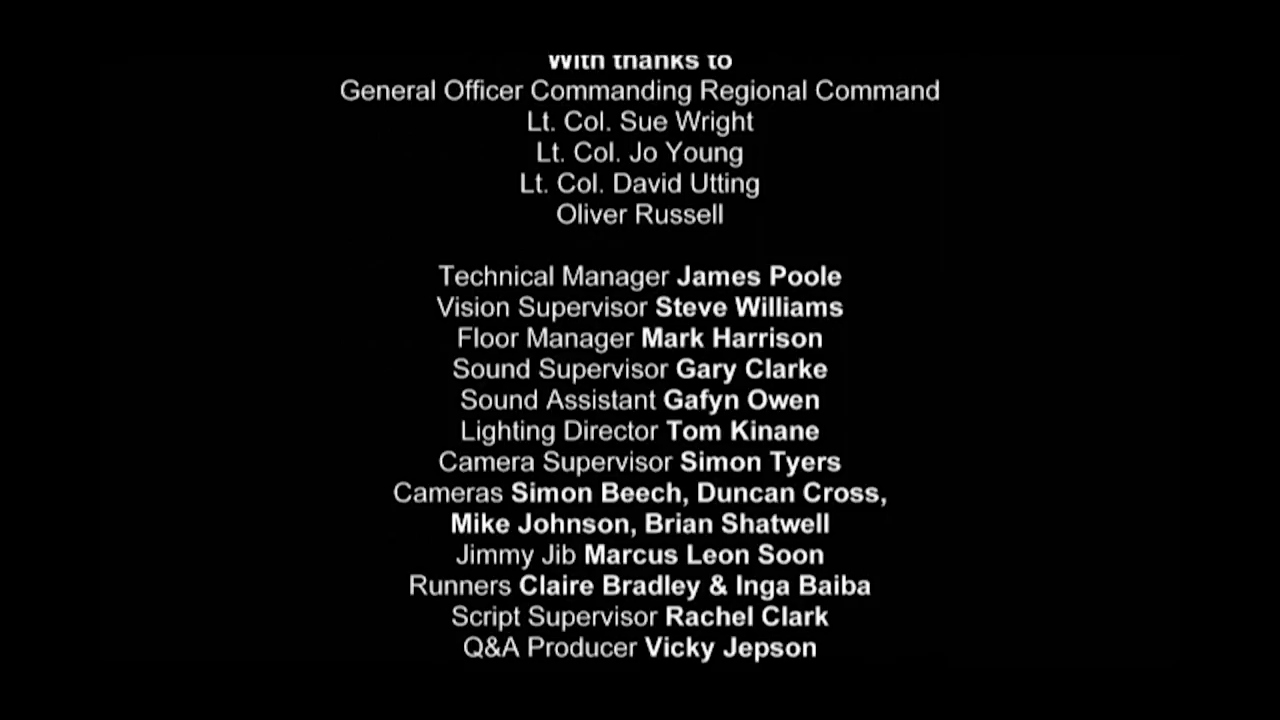 With thanks to
General Officer Commanding Regional Command
Lt. Col. Sue Wright
Lt. Col. Jo Young
Lt. Col. David Utting
Oliver Russell
Technical Manager James Poole
Vision Supervisor Steve Williams
Floor Manager Mark Harrison
Sound Supervisor Gary Clarke
Sound Assistant Gafyn Owen
Lighting Director Tom Kinane
Camera Supervisor Simon Tyers
Cameras Simon Beech, Duncan Cross,
Mike Johnson, Brian Shatwell
Jimmy Jib Marcus Leon Soon
Runners Claire Bradley & Inga Baiba
Script Supervisor Rachel Clark
Q&A Producer Vicky Jepson